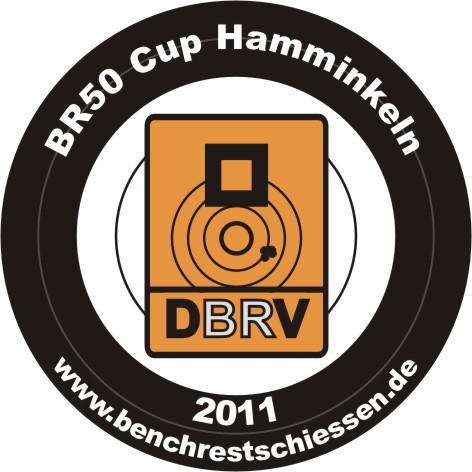 BR50 Cup Hamminkeln
DBRV
2011
www.benchrestschiessen.de